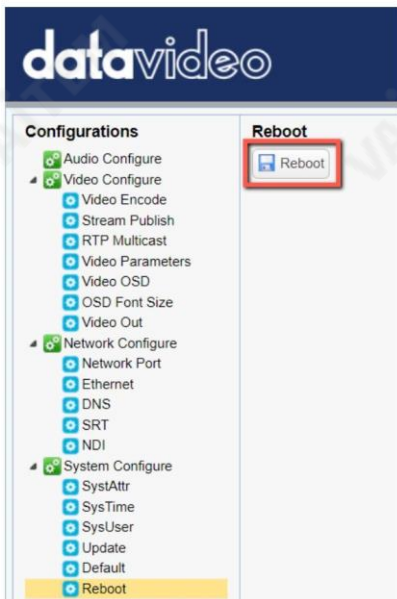 datavideo
Configurations
Audio Configure
Video Configure
Video Encode
Stream Publish
RTP Multicast
Video Parameters
Video OSD
OSD Font Size
Video Out
Network Configure
Network Port
Ethernet
DNS
SRT
NDI
System Configure
SystAttr
SysTime
SysUser
Update
Default
Reboot
Reboot
Reboot